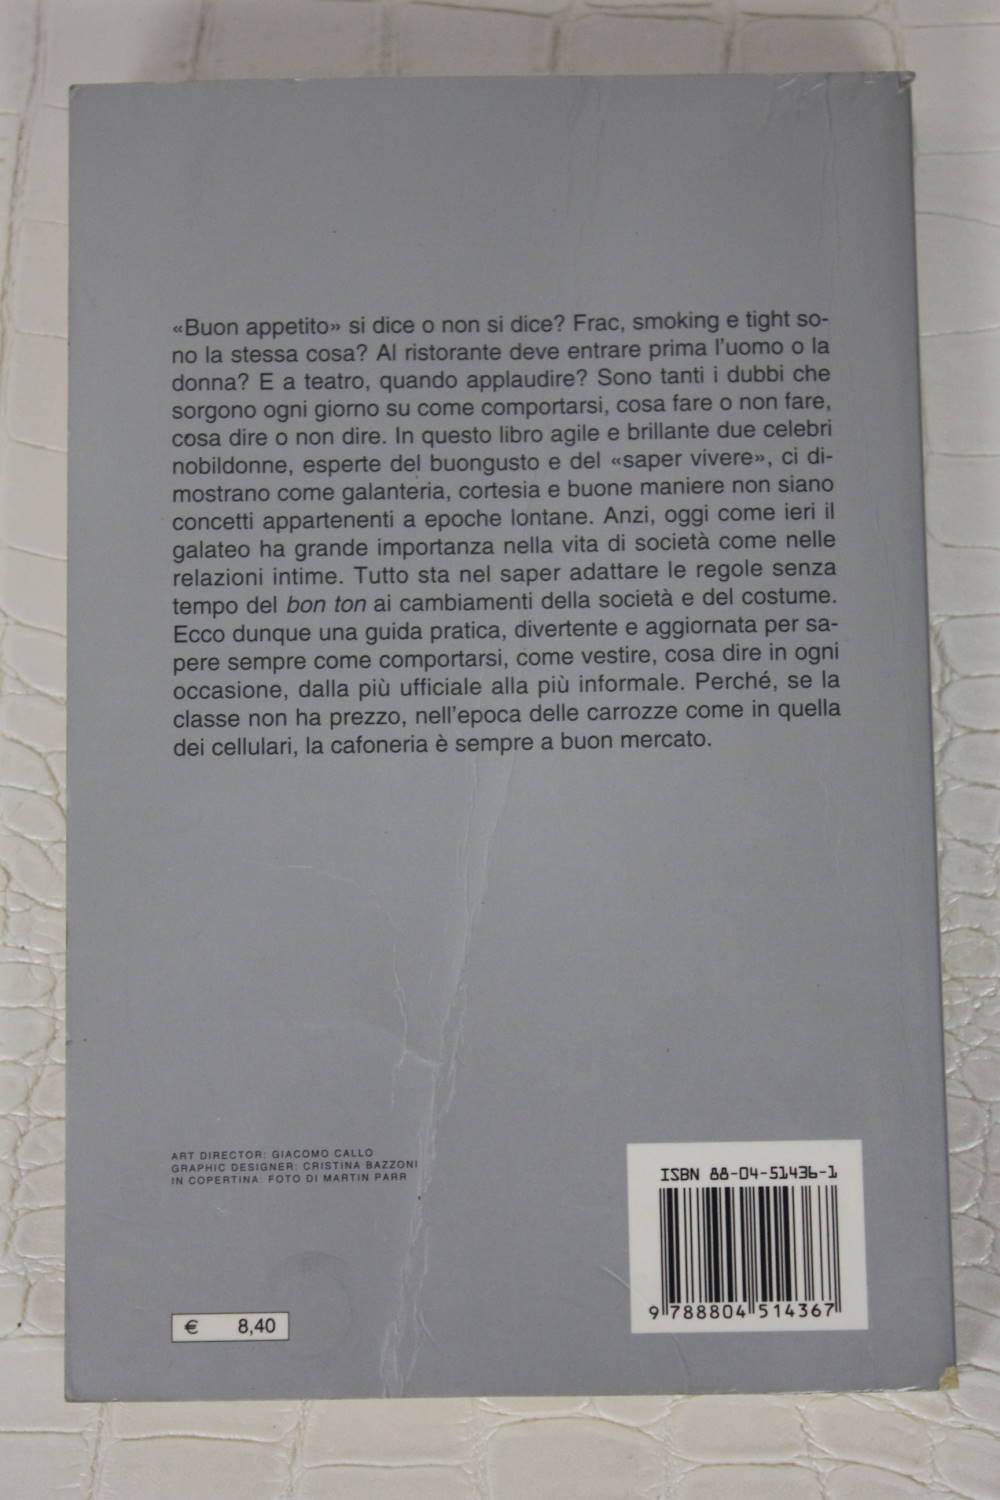 «Buon appetito» si dice o non si dice? Frac, smoking e tight so-
no la stessa cosa? Al ristorante deve entrare prima l'uomo o la
donna? E a teatro, quando applaudire? Sono tanti i dubbi che
sorgono ogni giorno su come comportarsi, cosa fare o non fare,
cosa dire o non dire. In questo libro agile e brillante due celebri
nobildonne, esperte del buongusto e del «saper vivere», ci di-
mostrano come galanteria, cortesia e buone maniere non siano
concetti appartenenti a epoche lontane. Anzi, oggi come ieri il
galateo ha grande importanza nella vita di società come nelle
relazioni intime. Tutto sta nel saper adattare le regole senza
tempo del bon ton ai cambiamenti della società e del costume.
Ecco dunque una guida pratica, divertente e aggiornata per sa-
pere sempre come comportarsi, come vestire, cosa dire in ogni
occasione, dalla più ufficiale alla più informale. Perché, se la
classe non ha prezzo, nell'epoca delle carrozze come in quella
dei cellulari, la cafoneria è sempre a buon mercato.
ART DIRECTOR: GIACOMO CALLO
GRAPHIC DESIGNER: CRISTINA BAZZONI
IN COPERTINA: FOTO DI MARTIN PARR
ISBN 88-04-51436-1
9 788804 514367
€ 8,40